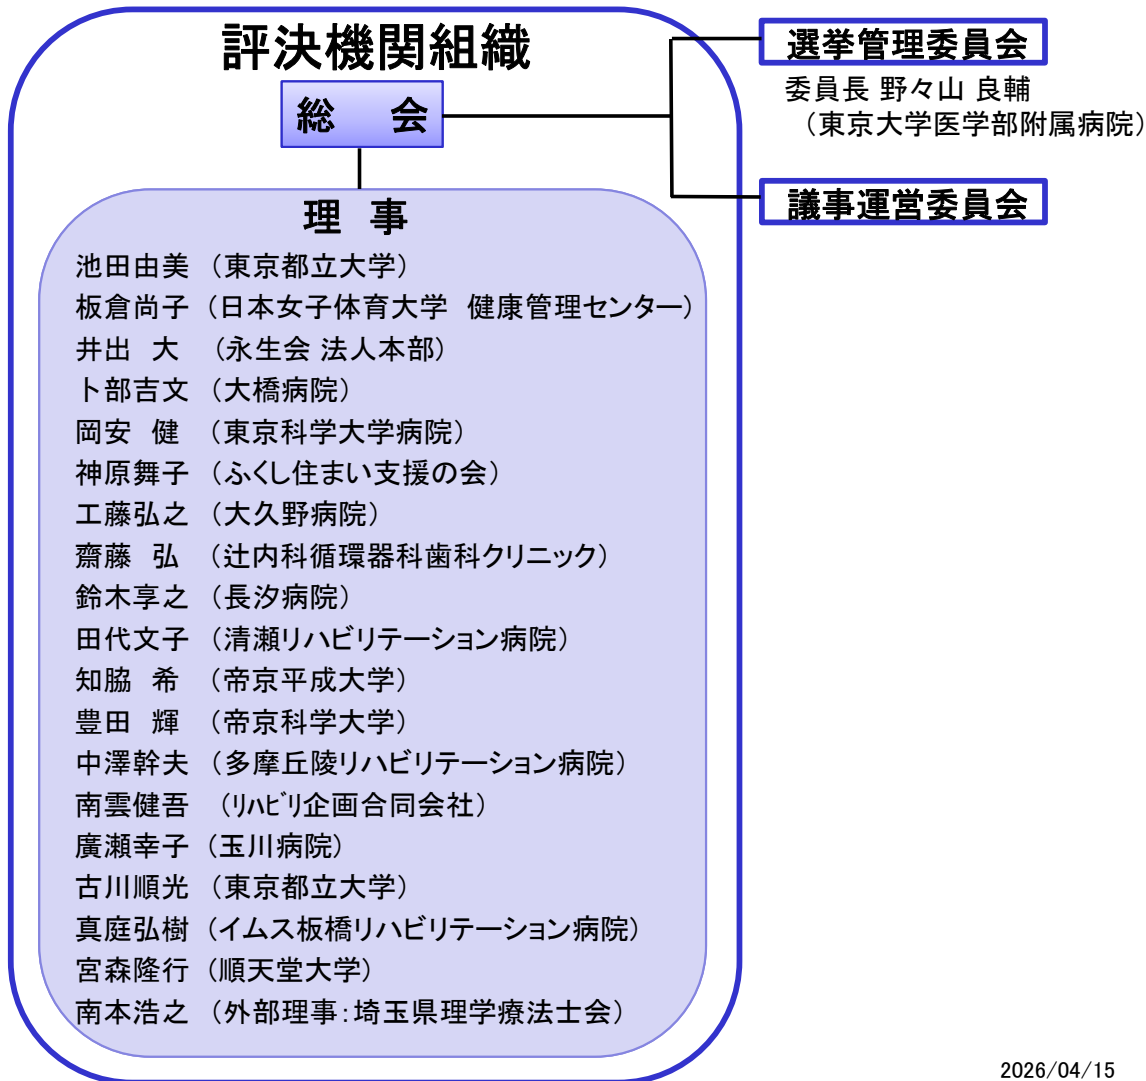 評決機関組織
総　会
選挙管理委員会
委員長 野々山 良輔
（東京大学医学部附属病院）
議事運営委員会
理 事
池田由美 （東京都立大学）
板倉尚子 （日本女子体育大学　健康管理センター）
井出　大 （永生会 法人本部）
卜部吉文 （大橋病院）
岡安　健 （東京科学大学病院）
神原舞子 （ふくし住まい支援の会）
工藤弘之 （大久野病院）
齋藤　弘 （辻内科循環器科歯科クリニック）
鈴木享之 （長汐病院）
田代文子 （清瀬リハビリテーション病院）
知脇　希 （帝京平成大学）
豊田　輝 （帝京科学大学）
中澤幹夫 （多摩丘陵リハビリテーション病院）
南雲健吾 （ﾘﾊﾋﾞﾘ企画合同会社）
廣瀬幸子 （玉川病院）
古川順光 （東京都立大学）
真庭弘樹 （イムス板橋リハビリテーション病院）
宮森隆行 （順天堂大学）
南本浩之 （外部理事：埼玉県理学療法士会）
2026/04/15